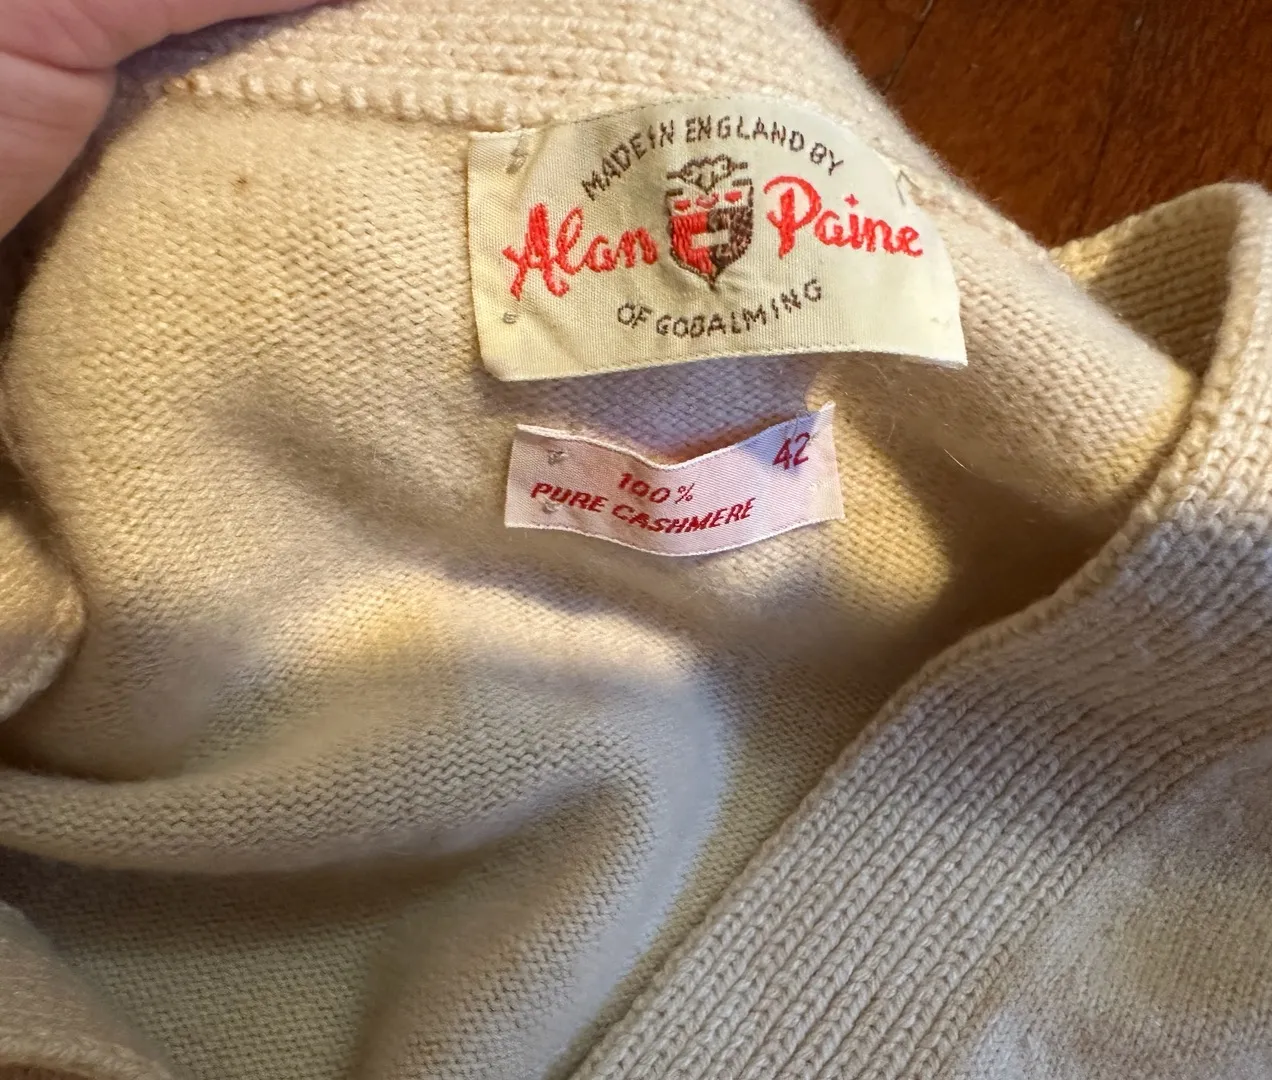 MADE IN ENGLAND BY
Alan Paine
OF GODALMING
42
100%
PURE CASHMERE